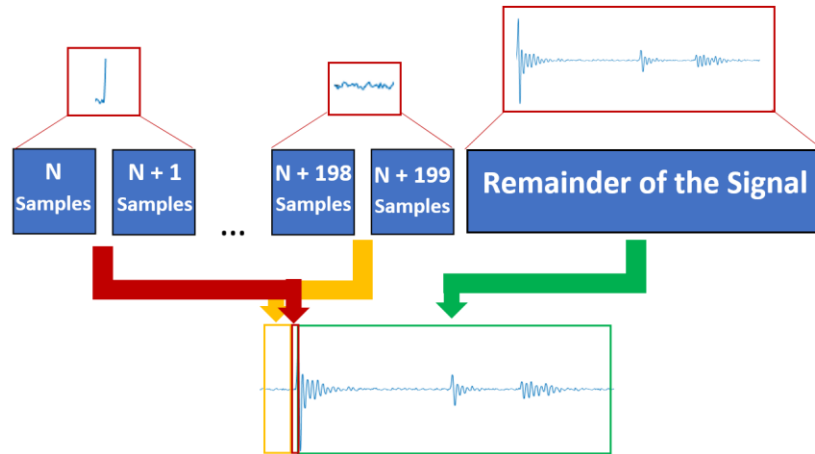 N
Samples
N + 1
Samples
...
N + 198
Samples
N + 199
Samples
Remainder of the Signal